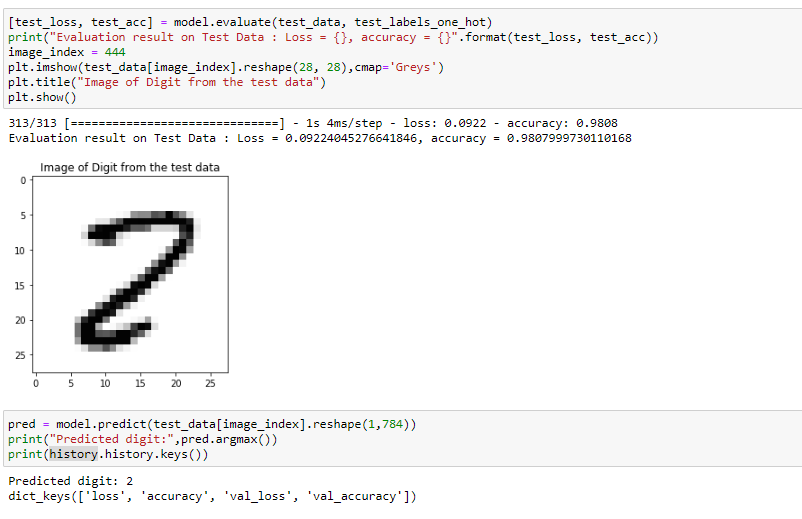 [test_loss, test_acc] = model.evaluate(test_data, test_labels_one_hot)
print("Evaluation result on Test Data : Loss = {}, accuracy = {}".format(test_loss, test_acc))
image_index = 444
plt.imshow(test_data[image_index].reshape(28, 28),cmap='Greys')
plt.title("Image of Digit from the test data")
plt.show()
313/313 [==============================] - 1s 4ms/step - loss: 0.0922 - accuracy: 0.9808
Evaluation result on Test Data : Loss = 0.09224045276641846, accuracy = 0.9807999730110168
Image of Digit from the test data
0
5
10
15
20
25
0 5 10 15 20 25
pred = model.predict(test_data[image_index].reshape(1,784))
print("Predicted digit:",pred.argmax())
print(history.history.keys())
Predicted digit: 2
dict_keys(['loss', 'accuracy', 'val_loss', 'val_accuracy'])